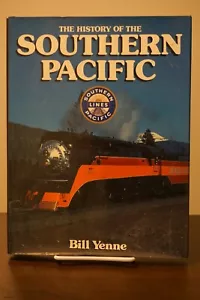 THE HISTORY OF THE
SOUTHERN
PACIFIC
SOUTHERN
LINES
PACIFIC
Bill Yenne